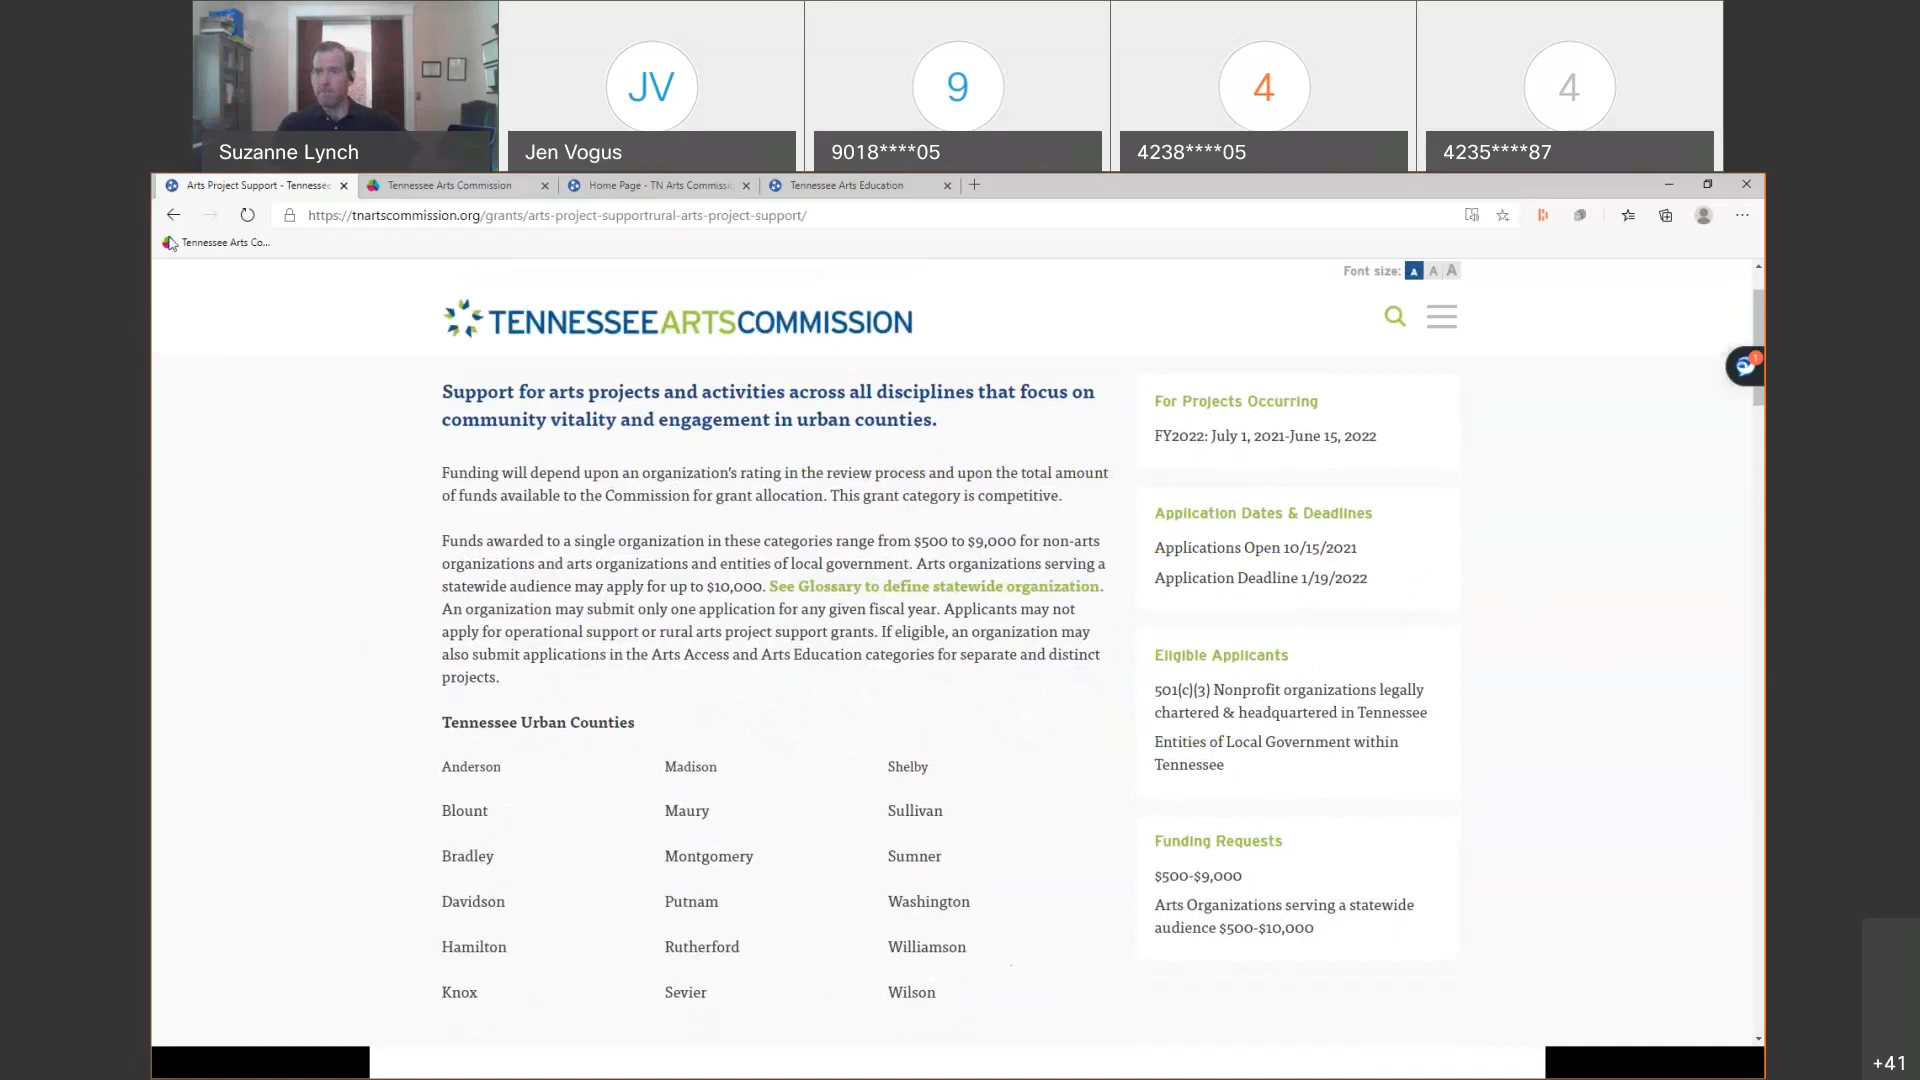 JV
9
4
4
Suzanne Lynch
Jen Vogus
9018****05
4238****05
4235****87
Arts Project Support - Tennessee
Tennessee Arts Commission
Home Page - TN Arts Commissi
Tennessee Arts Education
https://tnartscommission.org/grants/arts-project-supportrural-arts-project-support/
Tennessee Arts Co...
Font size: A A A
TENNESSEEARTSCOMMISSION
1
Support for arts projects and activities across all disciplines that focus on
community vitality and engagement in urban counties.
Funding will depend upon an organization's rating in the review process and upon the total amount
of funds available to the Commission for grant allocation. This grant category is competitive.
Funds awarded to a single organization in these categories range from $500 to $9,000 for non-arts
organizations and arts organizations and entities of local government. Arts organizations serving a
statewide audience may apply for up to $10,000. See Glossary to define statewide organization.
An organization may submit only one application for any given fiscal year. Applicants may not
apply for operational support or rural arts project support grants. If eligible, an organization may
also submit applications in the Arts Access and Arts Education categories for separate and distinct
projects.
Tennessee Urban Counties
Anderson Madison Shelby
Blount Maury Sullivan
Bradley Montgomery Sumner
Davidson Putnam Washington
Hamilton Rutherford Williamson
Knox Sevier Wilson
For Projects Occurring
FY2022: July 1, 2021-June 15, 2022
Application Dates & Deadlines
Applications Open 10/15/2021
Application Deadline 1/19/2022
Eligible Applicants
501(c)(3) Nonprofit organizations legally
chartered & headquartered in Tennessee
Entities of Local Government within
Tennessee
Funding Requests
$500-$9,000
Arts Organizations serving a statewide
audience $500-$10,000
+41